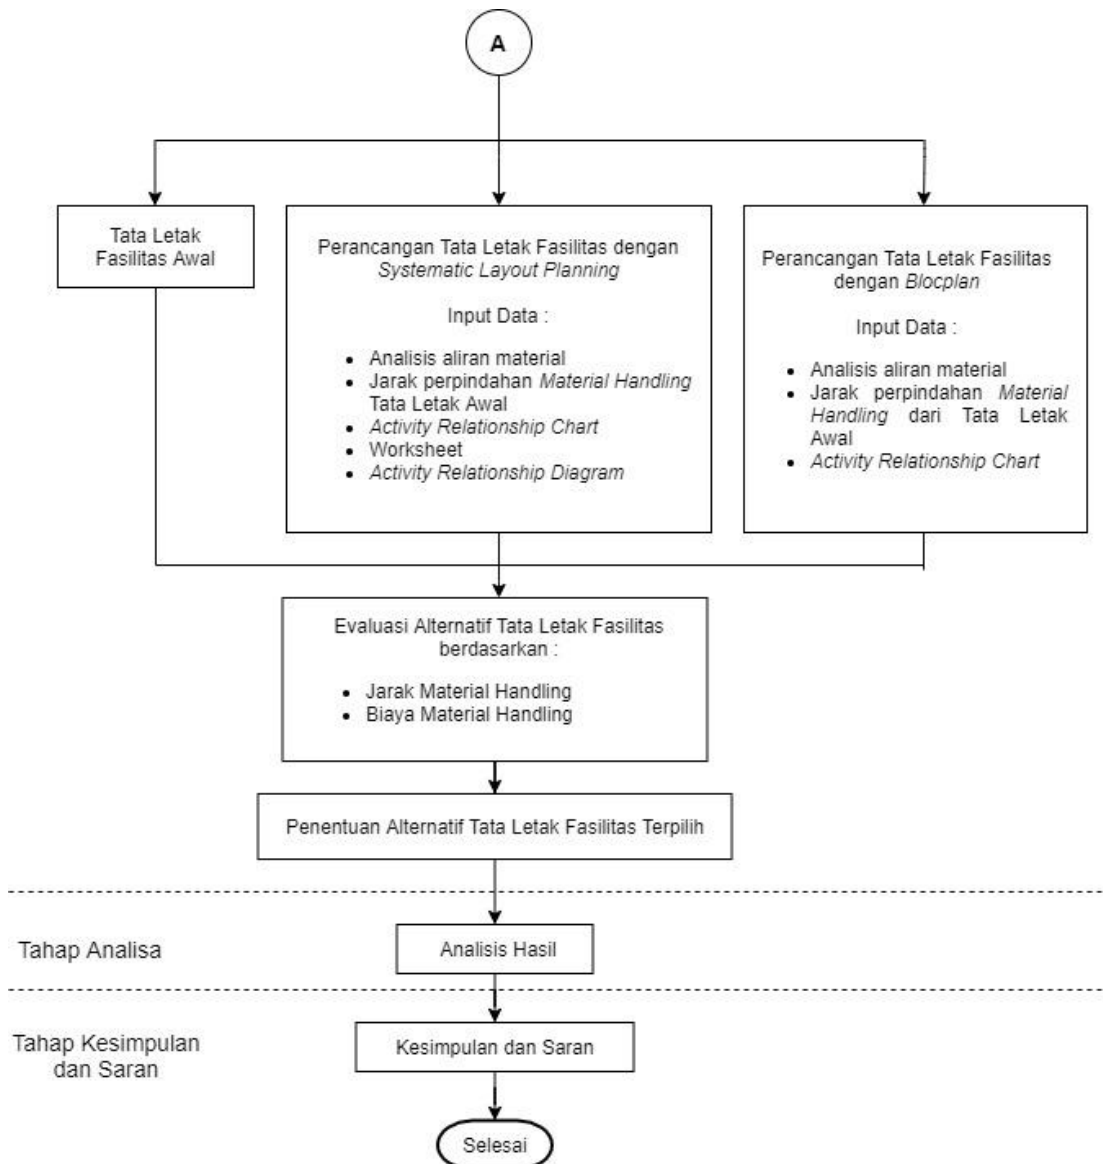 A
Tata Letak
Fasilitas Awal
Perancangan Tata Letak Fasilitas dengan
Systematic Layout Planning
Input Data :
• Analisis aliran material
• Jarak perpindahan Material Handling
Tata Letak Awal
• Activity Relationship Chart
• Worksheet
• Activity Relationship Diagram
Perancangan Tata Letak Fasilitas
dengan Blocplan
Input Data :
• Analisis aliran material
• Jarak perpindahan Material
Handling dari Tata Letak
Awal
• Activity Relationship Chart
Evaluasi Alternatif Tata Letak Fasilitas
berdasarkan :
• Jarak Material Handling
• Biaya Material Handling
Penentuan Alternatif Tata Letak Fasilitas Terpilih
Tahap Analisa
Analisis Hasil
Tahap Kesimpulan
dan Saran
Kesimpulan dan Saran
Selesai